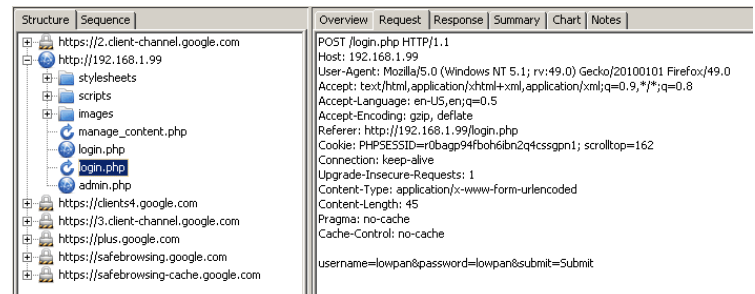 Structure Sequence
https://2.client-channel.google.com
http://192.168.1.99
stylesheets
scripts
images
manage_content.php
login.php
login.php
admin.php
https://clients4.google.com
https://3.client-channel.google.com
https://plus.google.com
https://safebrowsing.google.com
https://safebrowsing-cache.google.com
Overview Request Response Summary Chart Notes
POST /login.php HTTP/1.1
Host: 192.168.1.99
User-Agent: Mozilla/5.0 (Windows NT 5.1; rv:49.0) Gecko/20100101 Firefox/49.0
Accept: text/html,application/xhtml+xml,application/xml;q=0.9,*/*;q=0.8
Accept-Language: en-US,en;q=0.5
Accept-Encoding: gzip, deflate
Referer: http://192.168.1.99/login.php
Cookie: PHPSESSID=r0bagp94fboh6ibn2q4cssgpn1; scrolltop=162
Connection: keep-alive
Upgrade-Insecure-Requests: 1
Content-Type: application/x-www-form-urlencoded
Content-Length: 45
Pragma: no-cache
Cache-Control: no-cache
username=lowpan&password=lowpan&submit=Submit